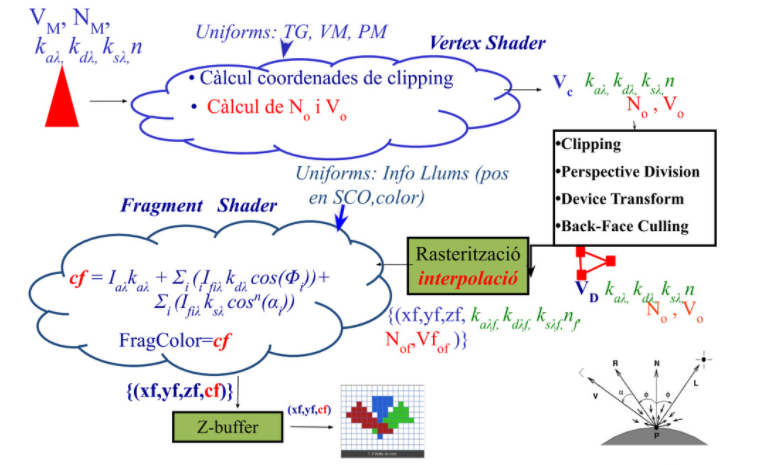 V_M, N_M,
k_aλ, k_dλ, k_sλ, n
Uniforms: TG, VM, PM
Vertex Shader
• Càlcul coordenades de clipping
• Càlcul de N_o i V_o
V_c k_aλ, k_dλ, k_sλ, n
N_o , V_o
•Clipping
•Perspective Division
•Device Transform
•Back-Face Culling
Uniforms: Info Llums (pos
en SCO,color)
Fragment Shader
Rasterització
interpolació
cf = I_aλ k_aλ + Σ_i (I_fiλ k_dλ cos(Φ_i))+
Σ_i (I_fiλ k_sλ cos^n(α_i))
FragColor=cf
V_D k_aλ, k_dλ, k_sλ n
N_o , V_o
{(xf,yf,zf, k_aλf, k_dλf, k_sλf, n_f,
N_of,Vf_of )}
{(xf,yf,zf,cf)}
Z-buffer
(xf,yf,cf)
V R N L
α ϕ ϕ
P